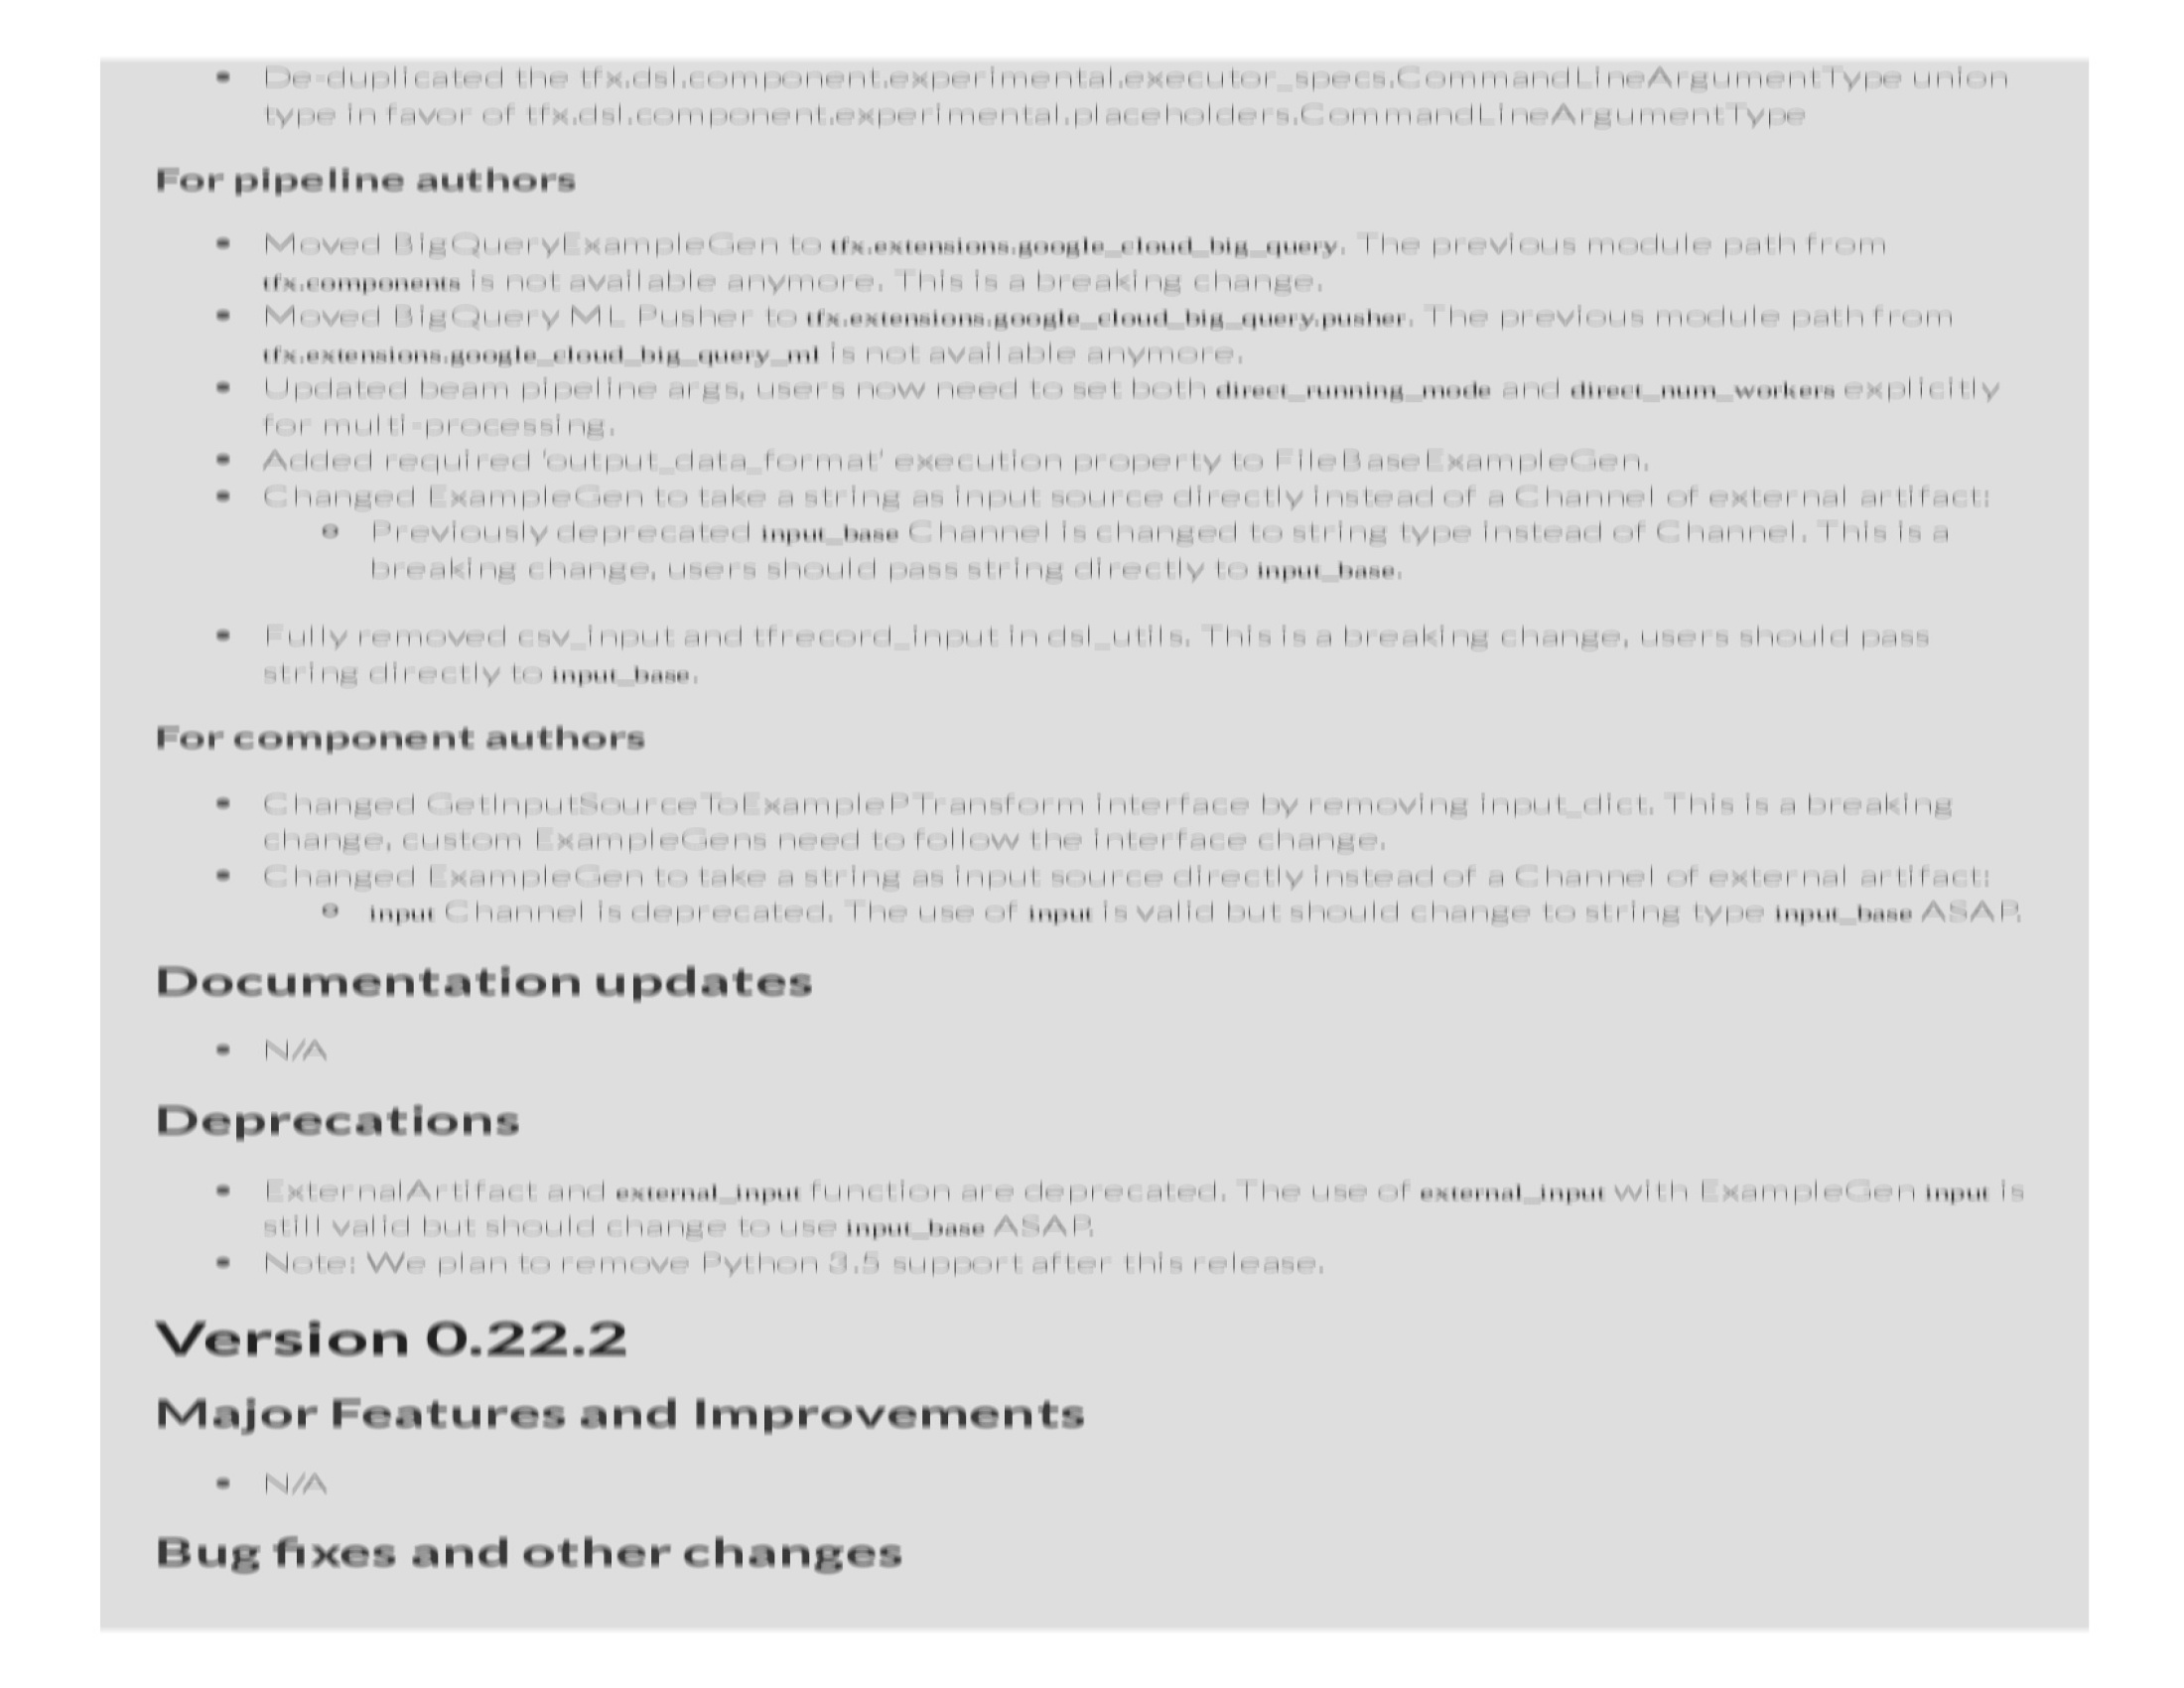 • De-duplicated the tfx.dsl.component.experimental.executor_specs.CommandLineArgumentType union
type in favor of tfx.dsl.component.experimental.placeholders.CommandLineArgumentType
For pipeline authors
• Moved BigQueryExampleGen to tfx.extensions.google_cloud_big_query. The previous module path from
tfx.components is not available anymore. This is a breaking change.
• Moved BigQuery ML Pusher to tfx.extensions.google_cloud_big_query.pusher. The previous module path from
tfx.extensions.google_cloud_big_query_ml is not available anymore.
• Updated beam pipeline args, users now need to set both direct_running_mode and direct_num_workers explicitly
for multi-processing.
• Added required 'output_data_format' execution property to FileBaseExampleGen.
• Changed ExampleGen to take a string as input source directly instead of a Channel of external artifact:
o Previously deprecated input_base Channel is changed to string type instead of Channel. This is a
breaking change, users should pass string directly to input_base.
• Fully removed csv_input and tfrecord_input in dsl_utils. This is a breaking change, users should pass
string directly to input_base.
For component authors
• Changed GetInputSourceToExamplePTransform interface by removing input_dict. This is a breaking
change, custom ExampleGens need to follow the interface change.
• Changed ExampleGen to take a string as input source directly instead of a Channel of external artifact:
o input Channel is deprecated. The use of input is valid but should change to string type input_base ASAP.
Documentation updates
• N/A
Deprecations
• ExternalArtifact and external_input function are deprecated. The use of external_input with ExampleGen input is
still valid but should change to use input_base ASAP.
• Note: We plan to remove Python 3.5 support after this release.
Version 0.22.2
Major Features and Improvements
• N/A
Bug fixes and other changes